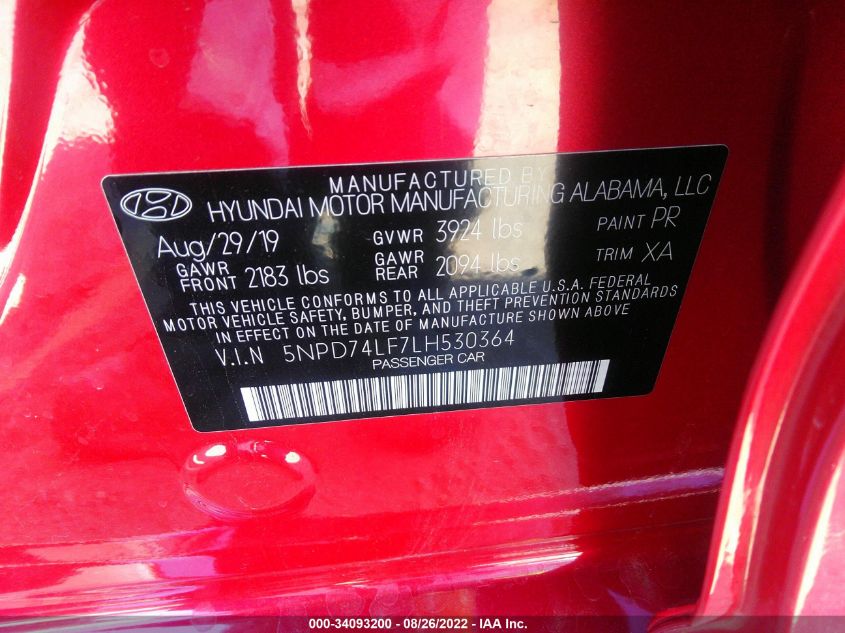 MANUFACTURED BY
HYUNDAI MOTOR MANUFACTURING ALABAMA, LLC
Aug/29/19 GVWR 3924 lbs PAINT PR
GAWR FRONT 2183 lbs GAWR REAR 2094 lbs TRIM XA
THIS VEHICLE CONFORMS TO ALL APPLICABLE U.S.A. FEDERAL
MOTOR VEHICLE SAFETY, BUMPER, AND THEFT PREVENTION STANDARDS
IN EFFECT ON THE DATE OF MANUFACTURE SHOWN ABOVE
V.I.N 5NPD74LF7LH530364
PASSENGER CAR
000-34093200 - 08/26/2022 - IAA Inc.